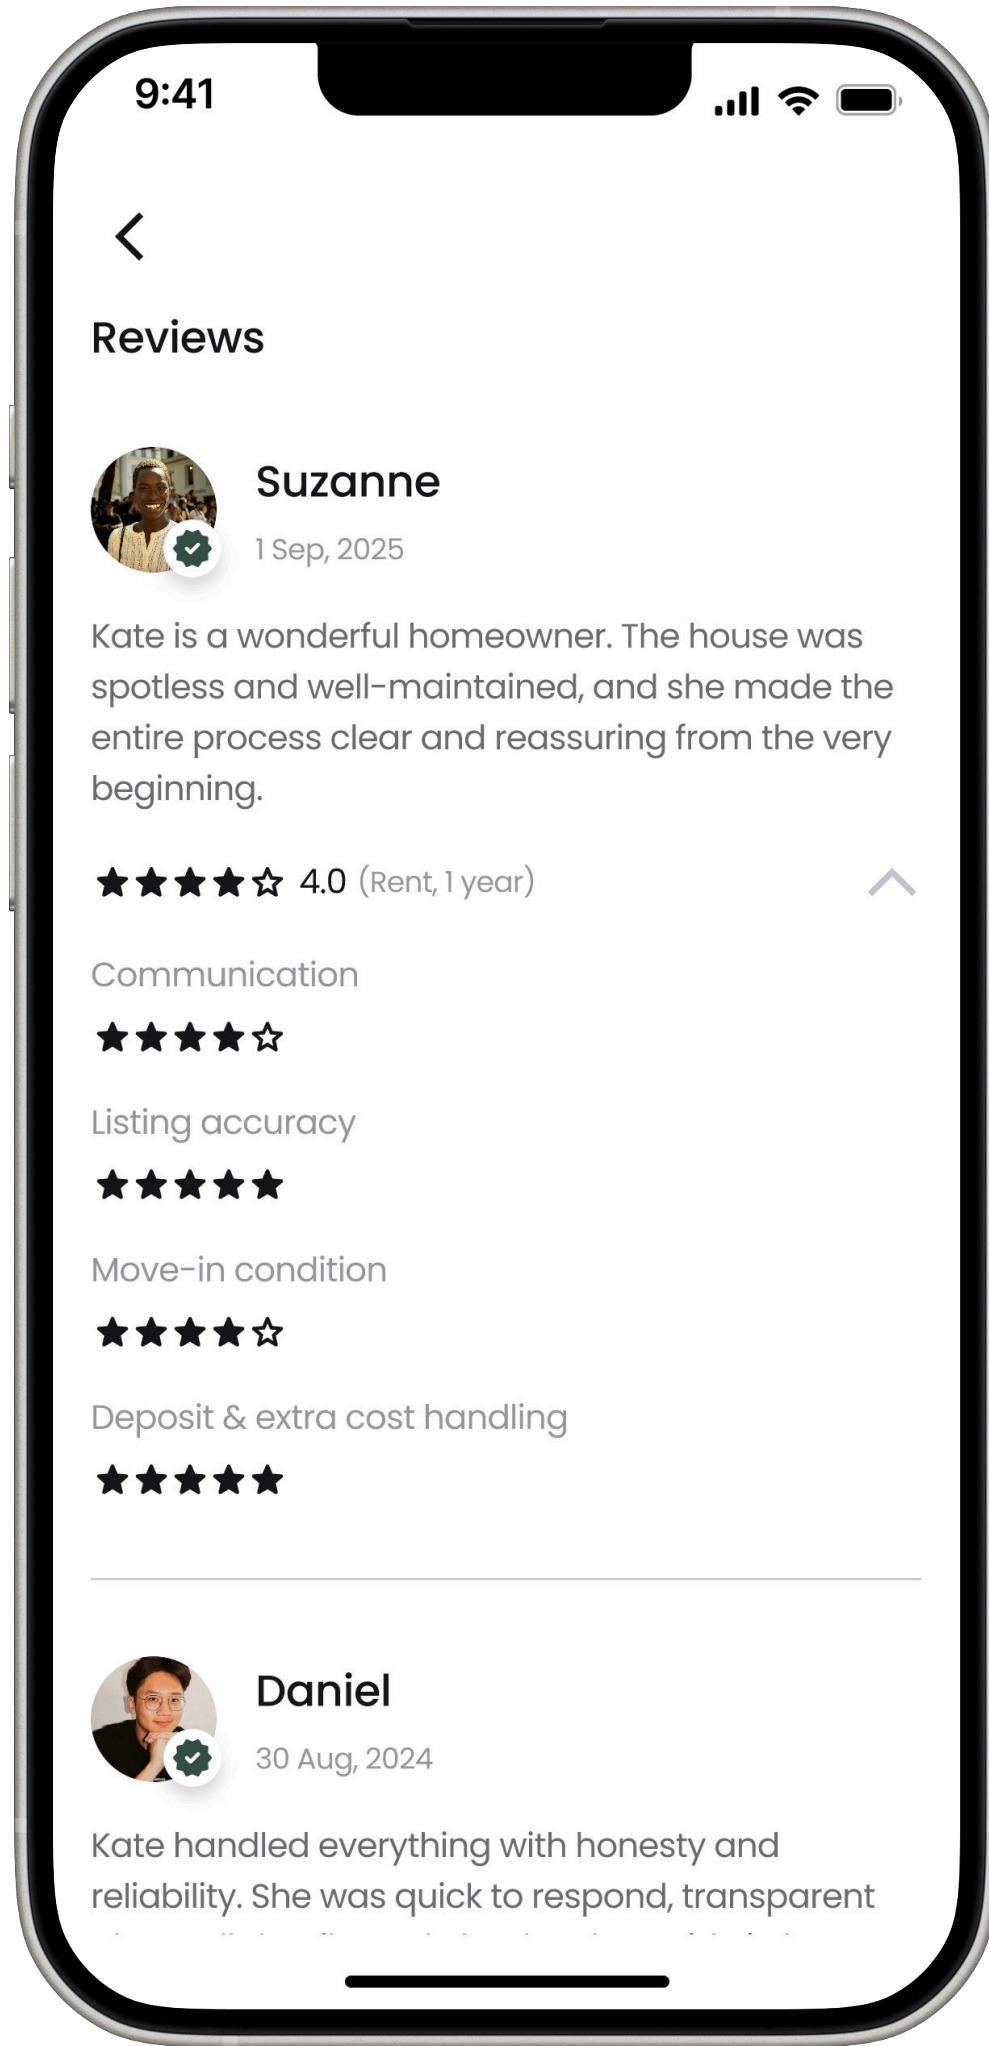 9:41
Reviews
Suzanne
1 Sep, 2025
Kate is a wonderful homeowner. The house was
spotless and well-maintained, and she made the
entire process clear and reassuring from the very
beginning.
4.0 (Rent, 1 year)
Communication
Listing accuracy
Move-in condition
Deposit & extra cost handling
Daniel
30 Aug, 2024
Kate handled everything with honesty and
reliability. She was quick to respond, transparent